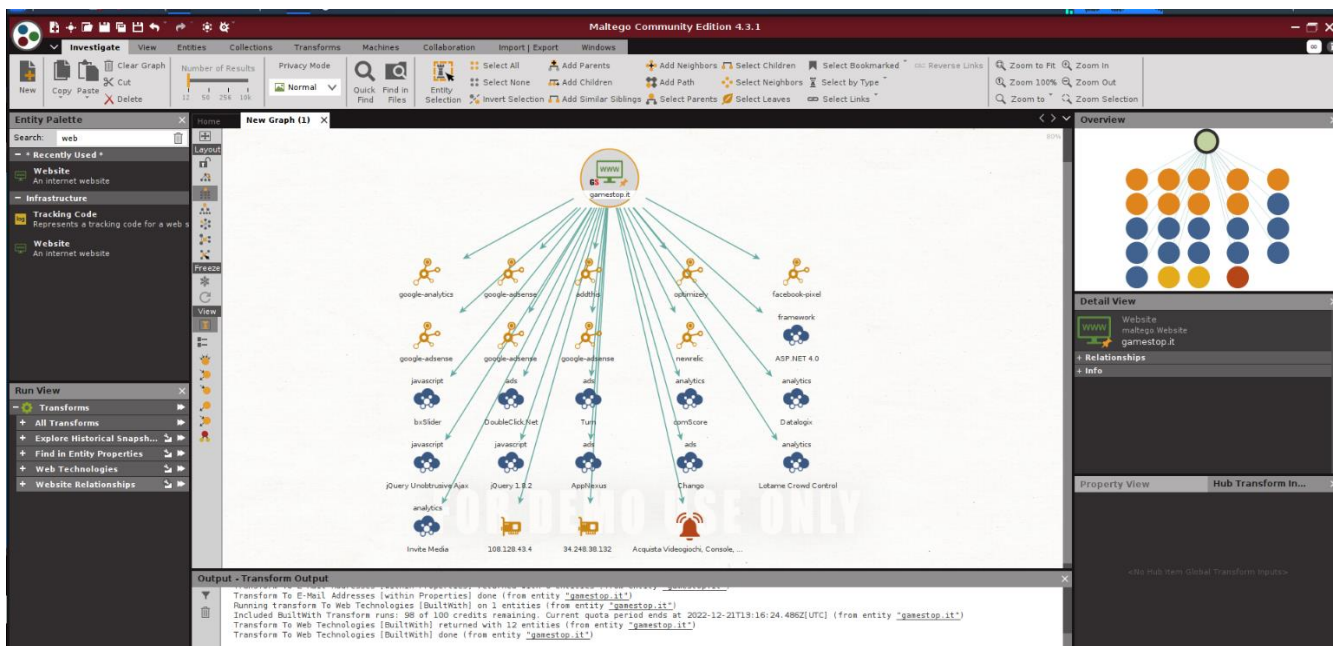 Maltego Community Edition 4.3.1
Investigate View Entities Collections Transforms Machines Collaboration Import | Export Windows
New Copy Paste Clear Graph Cut Delete
Number of Results 12 50 256 10k
Privacy Mode Normal
Quick Find Find in Files Entity Selection
Select All Add Parents Add Neighbors Select Children Select Bookmarked Reverse Links Zoom to Fit Zoom In
Select None Add Children Add Path Select Neighbors Select by Type Zoom 100% Zoom Out
Invert Selection Add Similar Siblings Select Parents Select Leaves Select Links Zoom to Zoom Selection
Entity Palette
Search: web
- * Recently Used *
Website
An internet website
- Infrastructure
Tracking Code
Represents a tracking code for a web s
Website
An internet website
Run View
- Transforms
+ All Transforms
+ Explore Historical Snapsh...
+ Find in Entity Properties
+ Web Technologies
+ Website Relationships
Home New Graph (1)
Layout
Freeze
View
80%
WWW
GS
gamestop.it
google-analytics google-adsense addthis optimizely facebook-pixel
framework
google-adsense google-adsense google-adsense newrelic ASP.NET 4.0
javascript ads ads analytics analytics
bxSlider DoubleClick.Net Turn comScore Datalogix
javascript javascript ads ads analytics
jQuery Unobtrusive Ajax jQuery 1.8.2 AppNexus Chango Lotame Crowd Control
analytics
Invite Media 108.128.43.4 34.248.38.132 Acquista Videogiochi, Console, ...
FOR DEMO USE ONLY
Output - Transform Output
Transform To E-Mail Addresses [within Properties] done (from entity "gamestop.it")
Running transform To Web Technologies [BuiltWith] on 1 entities (from entity "gamestop.it")
Included BuiltWith Transform runs: 98 of 100 credits remaining. Current quota period ends at 2022-12-21T13:16:24.486Z[UTC] (from entity "gamestop.it")
Transform To Web Technologies [BuiltWith] returned with 12 entities (from entity "gamestop.it")
Transform To Web Technologies [BuiltWith] done (from entity "gamestop.it")
Overview
Detail View
WWW
Website
maltego.Website
gamestop.it
+ Relationships
+ Info
Property View Hub Transform In...
<No Hub Item Global Transform Inputs>